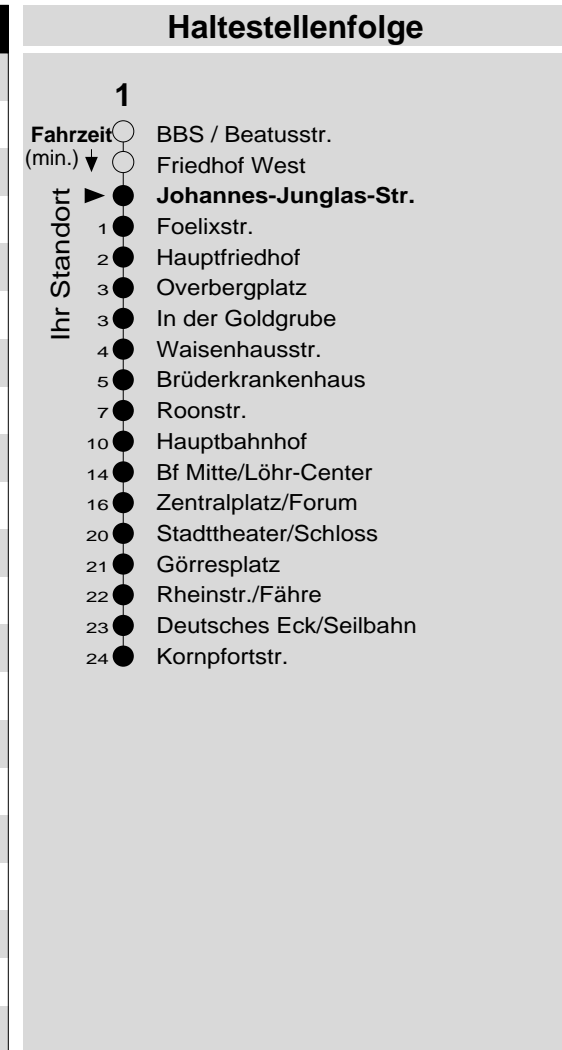 Haltestellenfolge
1
Fahrzeit BBS / Beatusstr.
(min.) Friedhof West
Ihr Standort
Johannes-Junglas-Str.
1 Foelixstr.
2 Hauptfriedhof
3 Overbergplatz
3 In der Goldgrube
4 Waisenhausstr.
5 Brüderkrankenhaus
7 Roonstr.
10 Hauptbahnhof
14 Bf Mitte/Löhr-Center
16 Zentralplatz/Forum
20 Stadttheater/Schloss
21 Görresplatz
22 Rheinstr./Fähre
23 Deutsches Eck/Seilbahn
24 Kornpfortstr.